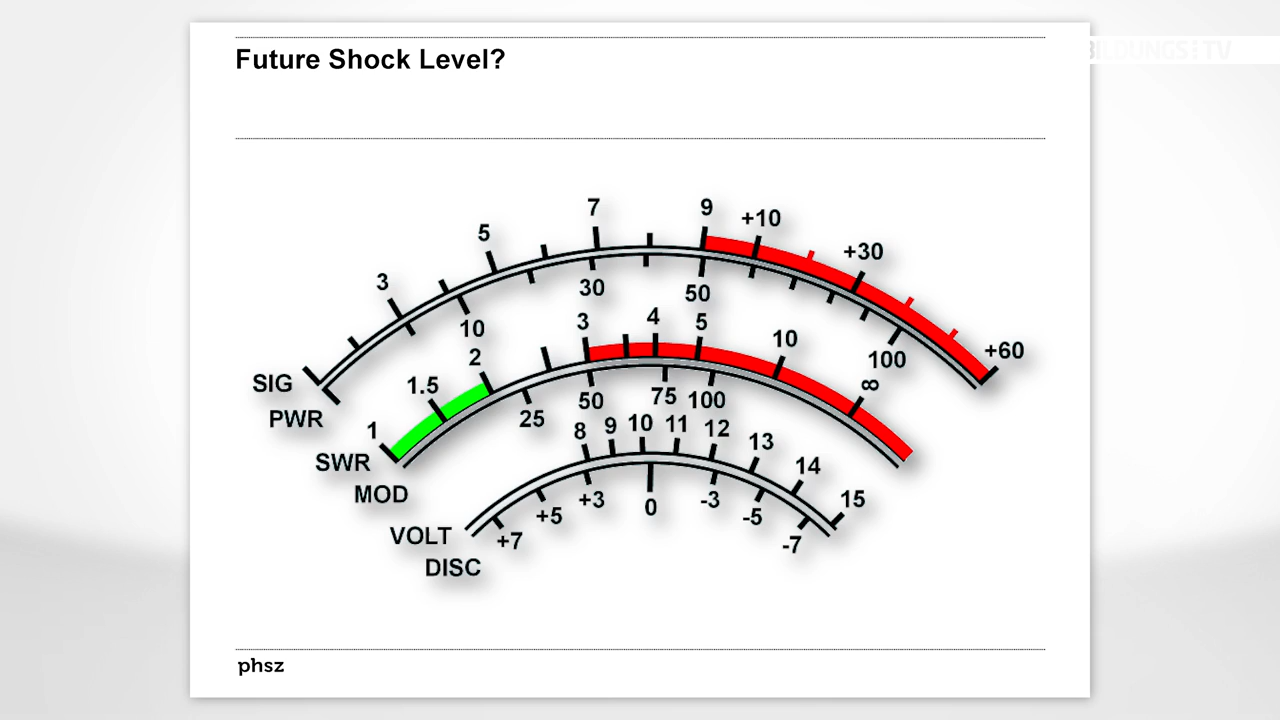 Future Shock Level?
BILDUNGS:TV
3 5 7 9 +10 +30 +60
SIG
10 30 50 100
PWR
1 1.5 2 3 4 5 10 ∞
SWR
25 50 75 100
MOD
8 9 10 11 12 13 14 15
VOLT
+7 +5 +3 0 -3 -5 -7
DISC
phsz